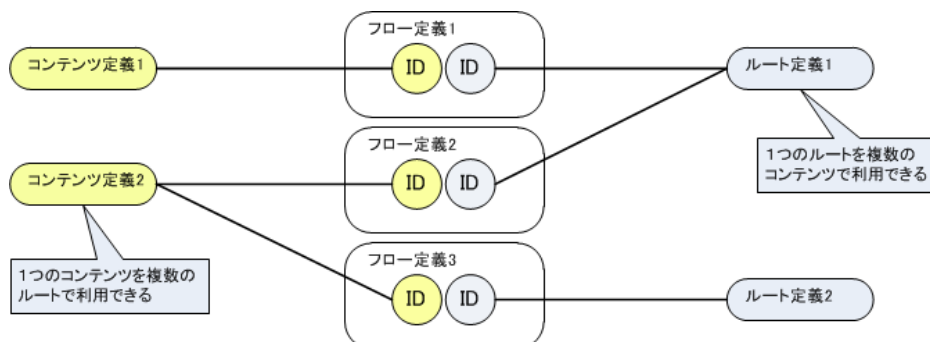 フロー定義1
コンテンツ定義1
ID ID
ルート定義1
フロー定義2
1つのルートを複数の
コンテンツで利用できる
コンテンツ定義2
ID ID
フロー定義3
1つのコンテンツを複数の
ルートで利用できる
ID ID
ルート定義2